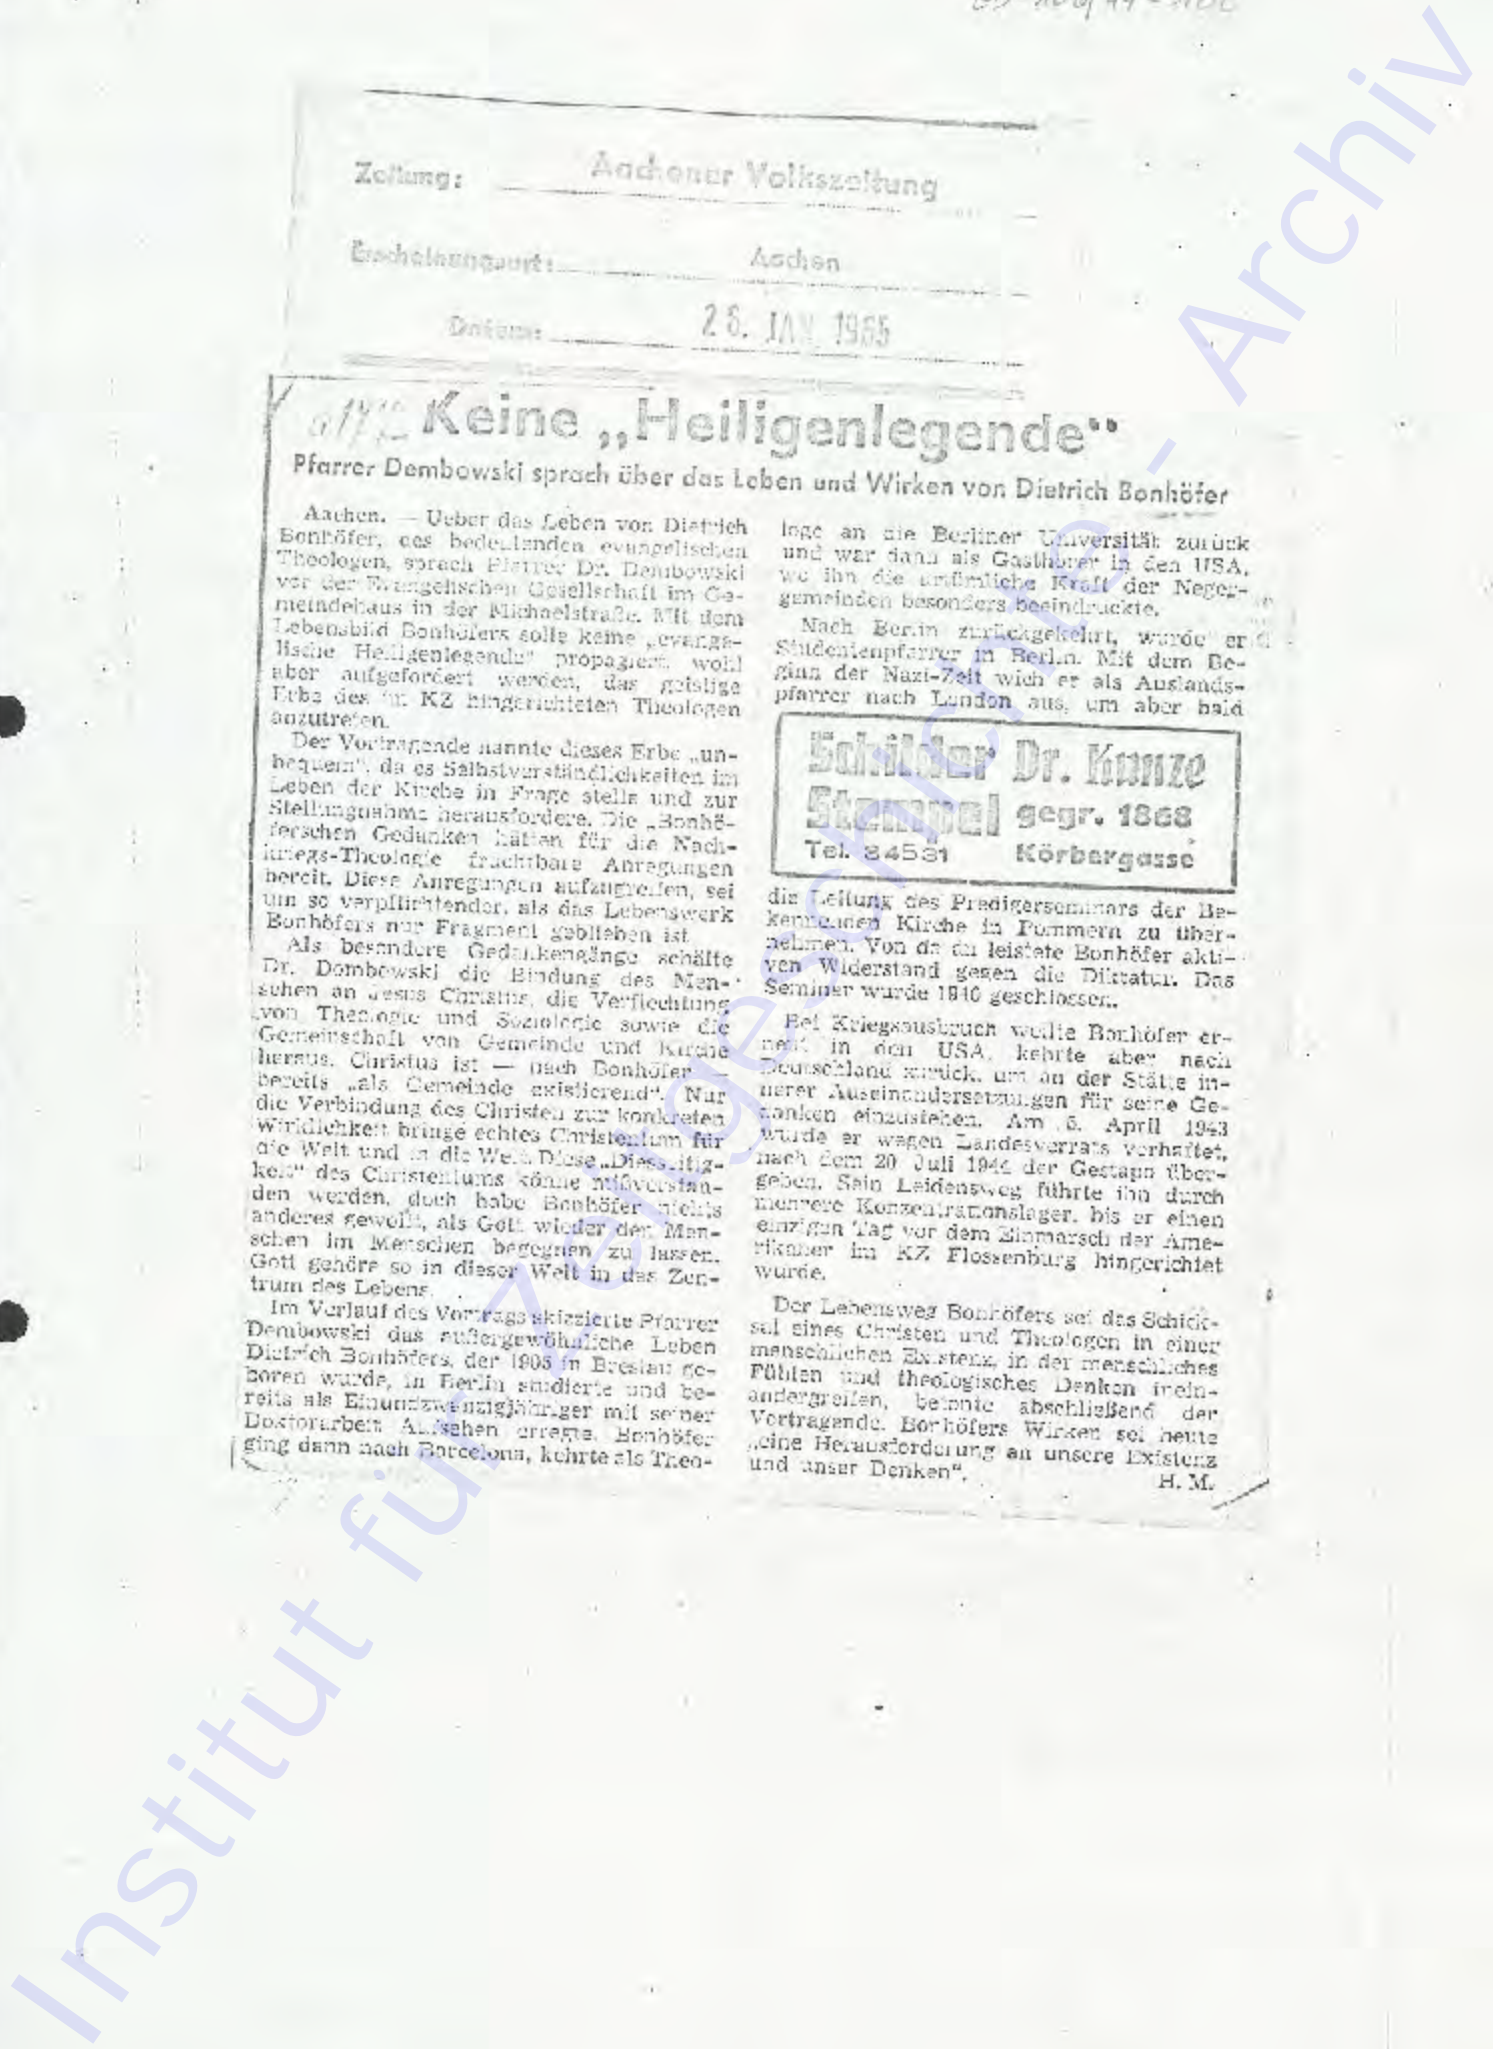 Zeitung: Aachener Volkszeitung
Erscheinungsort: Aachen
Datum: 26. JAN 1965
Keine „Heiligenlegende“
Pfarrer Dembowski sprach über das Leben und Wirken von Dietrich Bonhöfer
Aachen. — Ueber das Leben von Dietrich
Bonhöfer, des bedeutenden evangelischen
Theologen, sprach Pfarrer Dr. Dembowski
vor der Evangelischen Gesellschaft im Ge-
meindehaus in der Michaelstraße. Mit dem
Lebensbild Bonhöfers solle keine „evange-
lische Heiligenlegende“ propagiert, wohl
aber aufgefordert werden, das geistige
Erbe des im KZ hingerichteten Theologen
anzutreten.
Der Vortragende nannte dieses Erbe „un-
bequem“, da es Selbstverständlichkeiten im
Leben der Kirche in Frage stelle und zur
Stellungnahme herausfordere. Die „Bonhö-
ferschen Gedanken hätten für die Nach-
kriegs-Theologie fruchtbare Anregungen
bereit. Diese Anregungen aufzugreifen, sei
um so verpflichtender, als das Lebenswerk
Bonhöfers nur Fragment geblieben ist.
Als besondere Gedankengänge schälte
Dr. Dombowski die Bindung des Men-
schen an Jesus Christus, die Verflechtung
von Theologie und Soziologie sowie die
Gemeinschaft von Gemeinde und Kirche
heraus. Christus ist — nach Bonhöfer —
bereits „als Gemeinde existierend“. Nur
die Verbindung des Christen zur konkreten
Wirklichkeit bringe echtes Christentum für
die Welt und in die Welt. Diese „Diesseitig-
keit“ des Christentums könne mißverstan-
den werden, doch habe Bonhöfer nichts
anderes gewollt, als Gott wieder den Men-
schen im Menschen begegnen zu lassen.
Gott gehöre so in dieser Welt in das Zen-
trum des Lebens.
Im Verlauf des Vortrags skizzierte Pfarrer
Dembowski das außergewöhnliche Leben
Dietrich Bonhöfers, der 1906 in Breslau ge-
boren wurde, in Berlin studierte und be-
reits als Einundzwanzigjähriger mit seiner
Doktorarbeit Aufsehen erregte. Bonhöfer
ging dann nach Barcelona, kehrte als Theo-
loge an die Berliner Universität zurück
und war dann als Gasthörer in den USA,
wo ihn die urtümliche Kraft der Neger-
gemeinden besonders beeindruckte.
Nach Berlin zurückgekehrt, wurde er
Studentenpfarrer in Berlin. Mit dem Be-
ginn der Nazi-Zeit wich er als Auslands-
pfarrer nach London aus, um aber bald
Schilder Dr. Kunze
Stempel gegr. 1868
Tel. 34531 Körbergasse
die Leitung des Predigerseminars der Be-
kennenden Kirche in Pommern zu über-
nehmen. Von da an leistete Bonhöfer akti-
ven Widerstand gegen die Diktatur. Das
Seminar wurde 1940 geschlossen.
Bei Kriegsausbruch weilte Bonhöfer er-
neut in den USA, kehrte aber nach
Deutschland zurück, um an der Stätte in-
nerer Auseinandersetzungen für seine Ge-
danken einzustehen. Am 5. April 1943
wurde er wegen Landesverrats verhaftet,
nach dem 20. Juli 1944 der Gestapo über-
geben. Sein Leidensweg führte ihn durch
mehrere Konzentrationslager, bis er einen
einzigen Tag vor dem Einmarsch der Ame-
rikaner im KZ Flossenburg hingerichtet
wurde.
Der Lebensweg Bonhöfers sei das Schick-
sal eines Christen und Theologen in einer
menschlichen Existenz, in der menschliches
Fühlen und theologisches Denken inein-
andergreifen, betonte abschließend der
Vortragende. Bonhöfers Wirken sei heute
„eine Herausforderung an unsere Existenz
und unser Denken“.
H. M.
Institut für Zeitgeschichte - Archiv